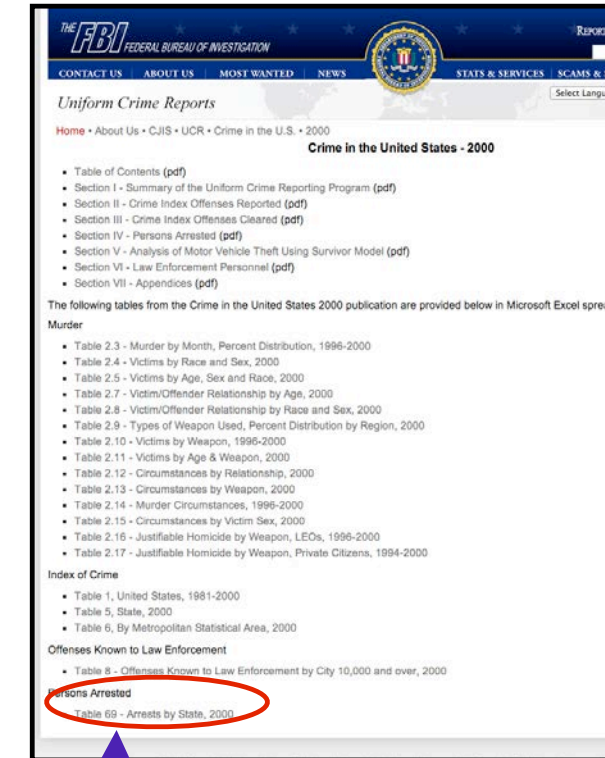 THE FBI FEDERAL BUREAU OF INVESTIGATION
CONTACT US ABOUT US MOST WANTED NEWS STATS & SERVICES SCAMS &
Uniform Crime Reports
Home • About Us • CJIS • UCR • Crime in the U.S. • 2000
Crime in the United States - 2000
• Table of Contents (pdf)
• Section I - Summary of the Uniform Crime Reporting Program (pdf)
• Section II - Crime Index Offenses Reported (pdf)
• Section III - Crime Index Offenses Cleared (pdf)
• Section IV - Persons Arrested (pdf)
• Section V - Analysis of Motor Vehicle Theft Using Survivor Model (pdf)
• Section VI - Law Enforcement Personnel (pdf)
• Section VII - Appendices (pdf)
The following tables from the Crime in the United States 2000 publication are provided below in Microsoft Excel
Murder
• Table 2.3 - Murder by Month, Percent Distribution, 1996-2000
• Table 2.4 - Victims by Race and Sex, 2000
• Table 2.5 - Victims by Age, Sex and Race, 2000
• Table 2.7 - Victim/Offender Relationship by Age, 2000
• Table 2.8 - Victim/Offender Relationship by Race and Sex, 2000
• Table 2.9 - Types of Weapon Used, Percent Distribution by Region, 2000
• Table 2.10 - Victims by Weapon, 1996-2000
• Table 2.11 - Victims by Age & Weapon, 2000
• Table 2.12 - Circumstances by Relationship, 2000
• Table 2.13 - Circumstances by Weapon, 2000
• Table 2.14 - Murder Circumstances, 1996-2000
• Table 2.15 - Circumstances by Victim Sex, 2000
• Table 2.16 - Justifiable Homicide by Weapon, LEOs, 1996-2000
• Table 2.17 - Justifiable Homicide by Weapon, Private Citizens, 1994-2000
Index of Crime
• Table 1, United States, 1981-2000
• Table 5, State, 2000
• Table 6, By Metropolitan Statistical Area, 2000
Offenses Known to Law Enforcement
• Table 8 - Offenses Known to Law Enforcement by City 10,000 and over, 2000
Persons Arrested
Table 69 - Arrests by State, 2000